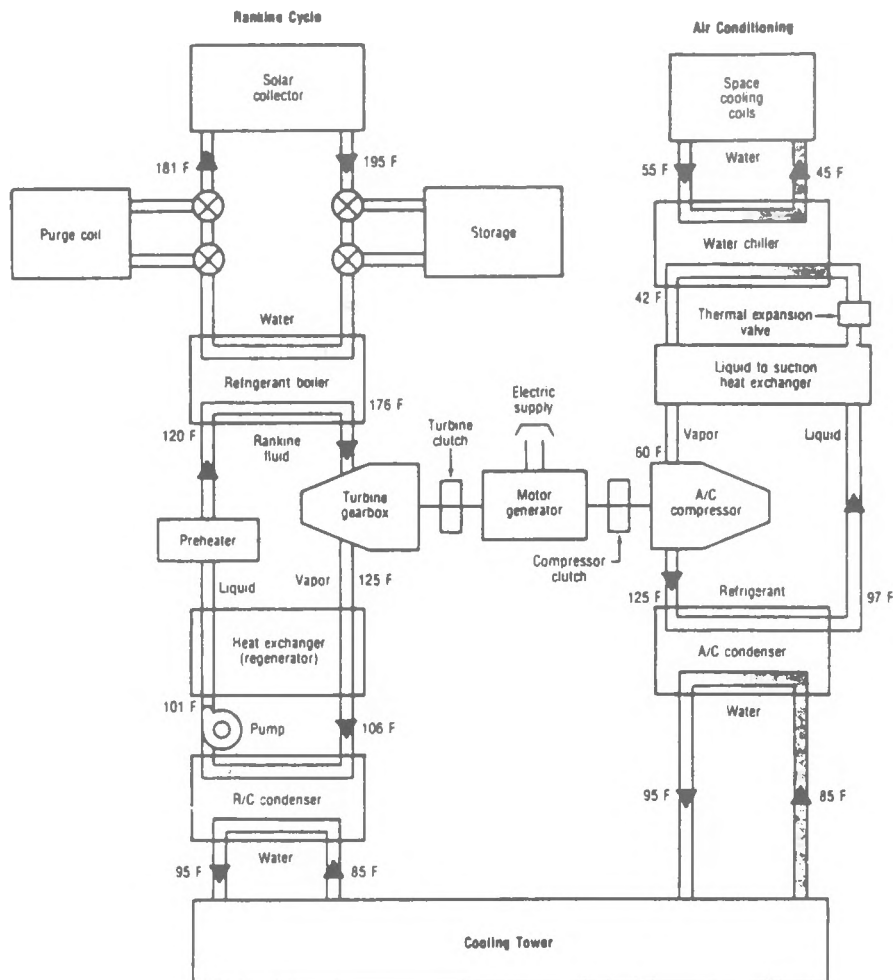 Rankine Cycle
Air Conditioning
Solar
collector
Space
cooking
coils
181 F
195 F
Water
55 F
45 F
Purge coil
Storage
Water chiller
42 F
Water
Thermal expansion
valve
Refrigerant boiler
Liquid to suction
heat exchanger
176 F
Electric
supply
120 F
Rankine
fluid
Turbine
clutch
Vapor
Liquid
60 F
Turbine
gearbox
Motor
generator
A/C
compressor
Preheater
Compressor
clutch
Liquid
Vapor
125 F
125 F
Refrigerant
97 F
Heat exchanger
(regenerator)
A/C condenser
101 F
Pump
106 F
Water
R/C condenser
95 F
85 F
Water
95 F
85 F
Cooling Tower